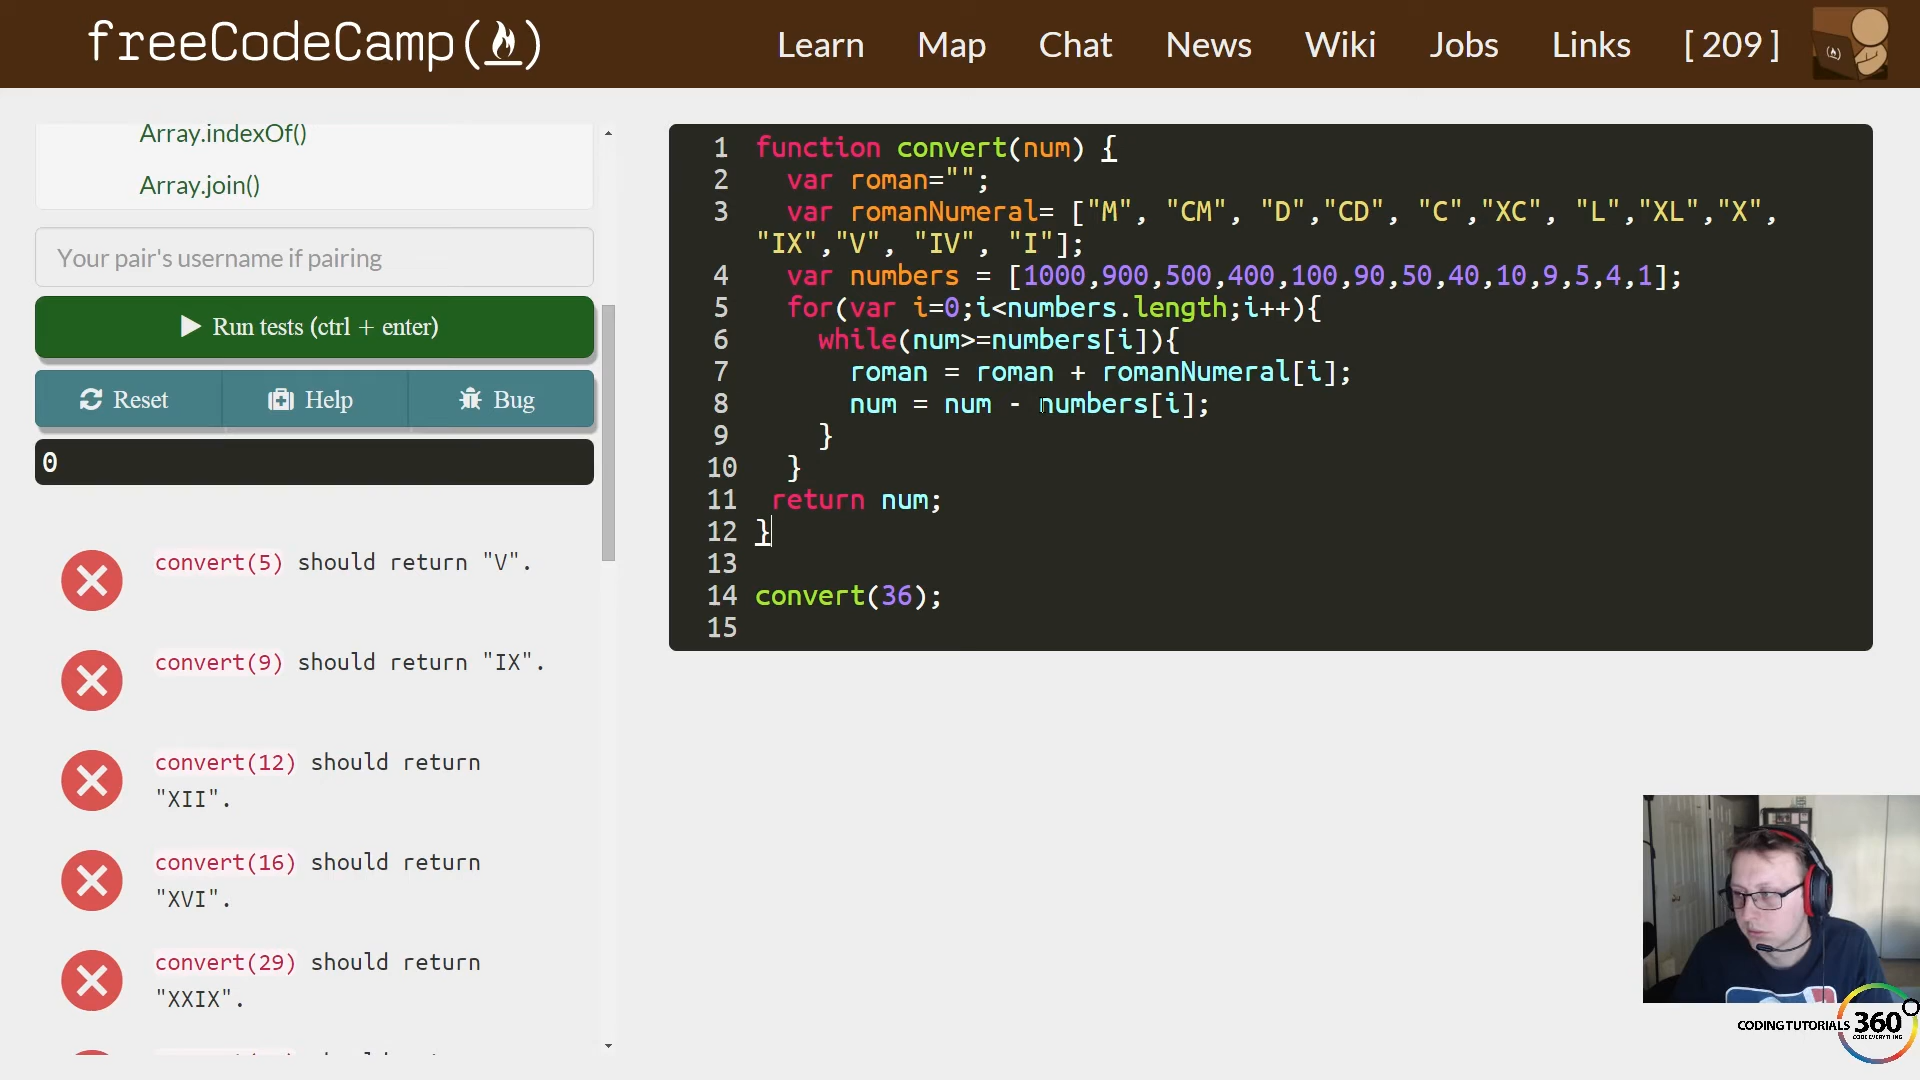 freeCodeCamp(🔥)
Learn Map Chat News Wiki Jobs Links [ 209 ]
Array.indexOf()
Array.join()
Your pair's username if pairing
Run tests (ctrl + enter)
Reset Help Bug
0
convert(5) should return "V".
convert(9) should return "IX".
convert(12) should return
"XII".
convert(16) should return
"XVI".
convert(29) should return
"XXIX".
1 function convert(num) {
2 var roman="";
3 var romanNumeral= ["M", "CM", "D","CD", "C","XC", "L","XL","X",
"IX","V", "IV", "I"];
4 var numbers = [1000,900,500,400,100,90,50,40,10,9,5,4,1];
5 for(var i=0;i<numbers.length;i++){
6 while(num>=numbers[i]){
7 roman = roman + romanNumeral[i];
8 num = num - numbers[i];
9 }
10 }
11 return num;
12 }
13
14 convert(36);
15
CODING TUTORIALS 360
CODE EVERYTHING